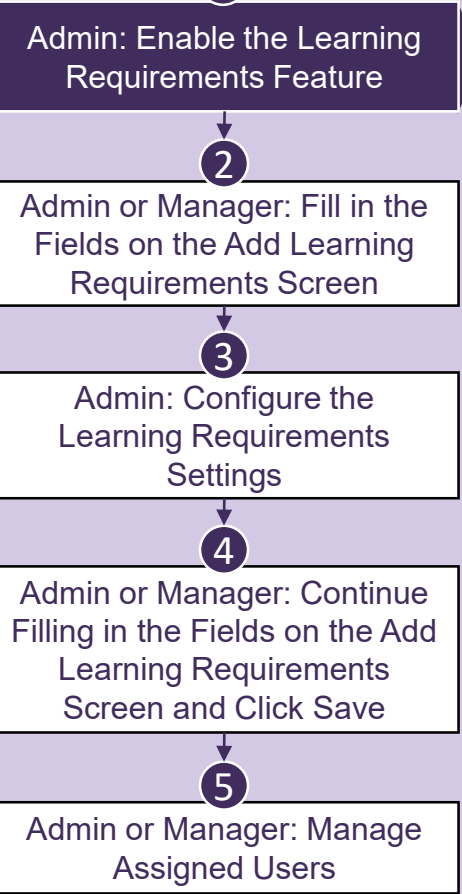 Admin: Enable the Learning
Requirements Feature
2
Admin or Manager: Fill in the
Fields on the Add Learning
Requirements Screen
3
Admin: Configure the
Learning Requirements
Settings
4
Admin or Manager: Continue
Filling in the Fields on the Add
Learning Requirements
Screen and Click Save
5
Admin or Manager: Manage
Assigned Users